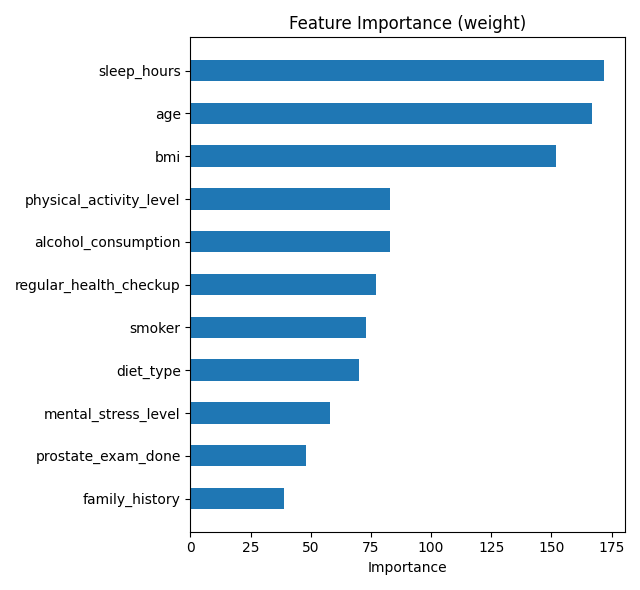 Feature Importance (weight)
sleep_hours
age
bmi
physical_activity_level
alcohol_consumption
regular_health_checkup
smoker
diet_type
mental_stress_level
prostate_exam_done
family_history
0 25 50 75 100 125 150 175
Importance